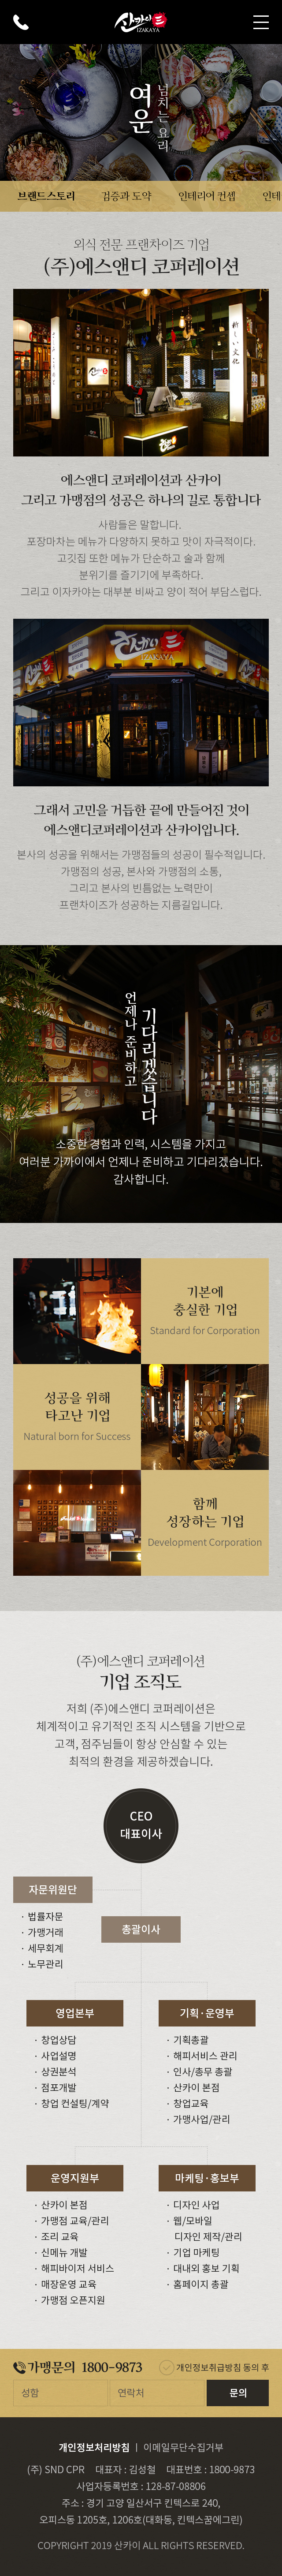 산까이三
IZAKAYA
넘치는 요리
여운
브랜드스토리 검증과 도약 인테리어 컨셉 인테
외식 전문 프랜차이즈 기업
(주)에스앤디 코퍼레이션
에스앤디 코퍼레이션과 산카이
그리고 가맹점의 성공은 하나의 길로 통합니다
사람들은 말합니다.
포장마차는 메뉴가 다양하지 못하고 맛이 자극적이다.
고깃집 또한 메뉴가 단순하고 술과 함께
분위기를 즐기기에 부족하다.
그리고 이자카야는 대부분 비싸고 양이 적어 부담스럽다.
IZAKAYA
그래서 고민을 거듭한 끝에 만들어진 것이
에스앤디코퍼레이션과 산카이입니다.
본사의 성공을 위해서는 가맹점들의 성공이 필수적입니다.
가맹점의 성공, 본사와 가맹점의 소통,
그리고 본사의 빈틈없는 노력만이
프랜차이즈가 성공하는 지름길입니다.
언제나 준비하고
기다리겠습니다
소중한 경험과 인력, 시스템을 가지고
여러분 가까이에서 언제나 준비하고 기다리겠습니다.
감사합니다.
기본에
충실한 기업
Standard for Corporation
성공을 위해
타고난 기업
Natural born for Success
함께
성장하는 기업
Development Corporation
(주)에스앤디 코퍼레이션
기업 조직도
저희 (주)에스앤디 코퍼레이션은
체계적이고 유기적인 조직 시스템을 기반으로
고객, 점주님들이 항상 안심할 수 있는
최적의 환경을 제공하겠습니다.
CEO
대표이사
자문위원단
· 법률자문
· 가맹거래
· 세무회계
· 노무관리
총괄이사
영업본부
· 창업상담
· 사업설명
· 상권분석
· 점포개발
· 창업 컨설팅/계약
기획·운영부
· 기획총괄
· 해피서비스 관리
· 인사/총무 총괄
· 산카이 본점
· 창업교육
· 가맹사업/관리
운영지원부
· 산카이 본점
· 가맹점 교육/관리
· 조리 교육
· 신메뉴 개발
· 해피바이저 서비스
· 매장운영 교육
· 가맹점 오픈지원
마케팅·홍보부
· 디자인 사업
· 웹/모바일
디자인 제작/관리
· 기업 마케팅
· 대내외 홍보 기획
· 홈페이지 총괄
가맹문의 1800-9873
개인정보취급방침 동의 후
성함 연락처 문의
개인정보처리방침 | 이메일무단수집거부
(주) SND CPR 대표자 : 김성철 대표번호 : 1800-9873
사업자등록번호 : 128-87-08806
주소 : 경기 고양 일산서구 킨텍스로 240,
오피스동 1205호, 1206호(대화동, 킨텍스꿈에그린)
COPYRIGHT 2019 산카이 ALL RIGHTS RESERVED.